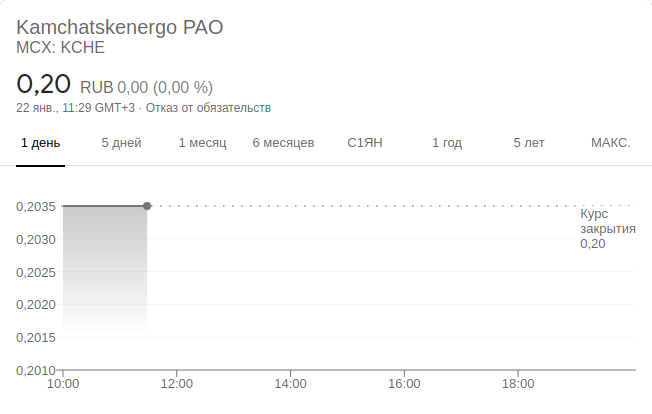 Kamchatskenergo PAO
MCX: KCHE
0,20 RUB 0,00 (0,00 %)
22 янв., 11:29 GMT+3 · Отказ от обязательств
1 день 5 дней 1 месяц 6 месяцев С1ЯН 1 год 5 лет МАКС.
0,2035
Курс
закрытия
0,20
0,2030
0,2025
0,2020
0,2015
0,2010
10:00 12:00 14:00 16:00 18:00